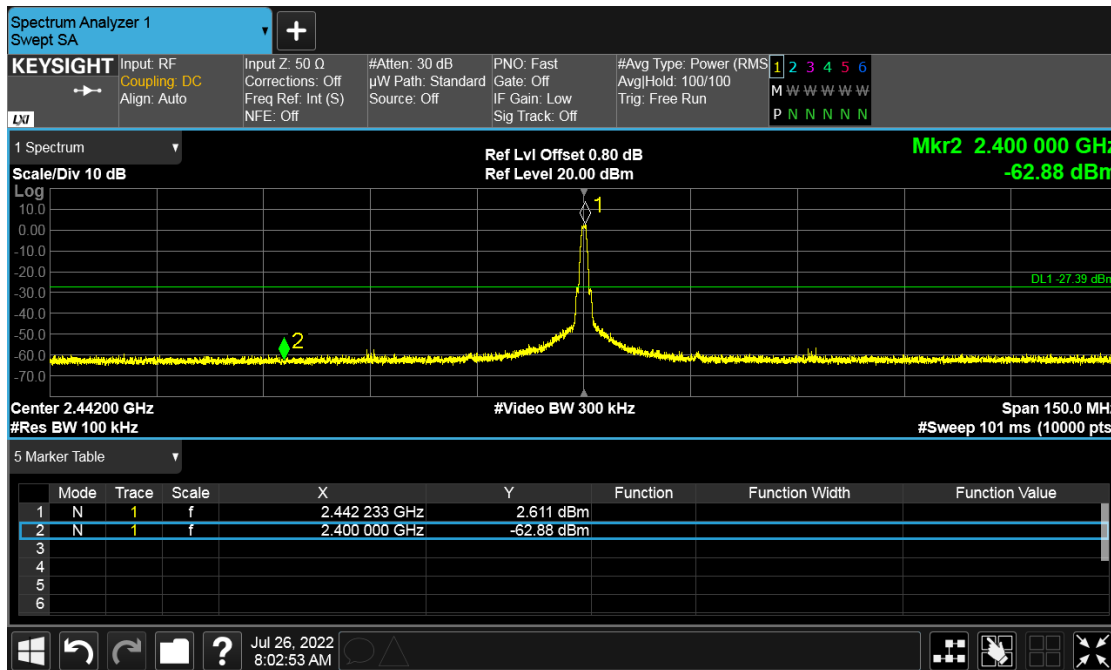 Spectrum Analyzer 1
Swept SA
+
KEYSIGHT
LXI
Input: RF
Coupling: DC
Align: Auto
Input Z: 50 Ω
Corrections: Off
Freq Ref: Int (S)
NFE: Off
#Atten: 30 dB
µW Path: Standard
Source: Off
PNO: Fast
Gate: Off
IF Gain: Low
Sig Track: Off
#Avg Type: Power (RMS
Avg|Hold: 100/100
Trig: Free Run
1 2 3 4 5 6
M W W W W W
P N N N N N
1 Spectrum
Scale/Div 10 dB
Ref Lvl Offset 0.80 dB
Ref Level 20.00 dBm
Mkr2 2.400 000 GHz
-62.88 dBm
Log
10.0
0.00
-10.0
-20.0
-30.0
-40.0
-50.0
-60.0
-70.0
1
2
DL1 -27.39 dBm
Center 2.44200 GHz
#Video BW 300 kHz
Span 150.0 MHz
#Res BW 100 kHz
#Sweep 101 ms (10000 pts
5 Marker Table
Mode Trace Scale X Y Function Function Width Function Value
1 N 1 f 2.442 233 GHz 2.611 dBm
2 N 1 f 2.400 000 GHz -62.88 dBm
3
4
5
6
?
Jul 26, 2022
8:02:53 AM